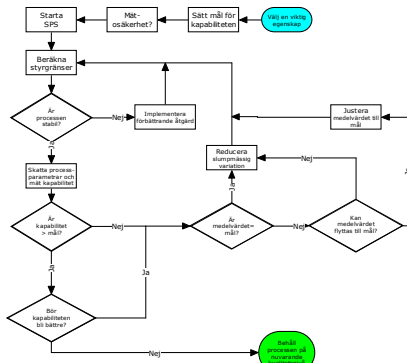 Starta
SPS
Mät-
osäkerhet?
Sätt mål för
kapabiliteten
Välj en viktig
egenskap
Beräkna
styrgränser
Är
processen
stabil?
Nej
Implementera
förbättrande åtgärd
Justera
medelvärdet till
mål
Ja
Reducera
slumpmässig
variation
Nej
Skatta process-
parametrar och
mät kapabilitet
Ja
Är
kapabilitet
> mål?
Nej
Är
medelvärdet=
mål?
Nej
Kan
medelvärdet
flyttas till mål?
Ja
Ja
Bör
kapabiliteten
bli bättre?
Nej
Behåll
processen på
nuvarande